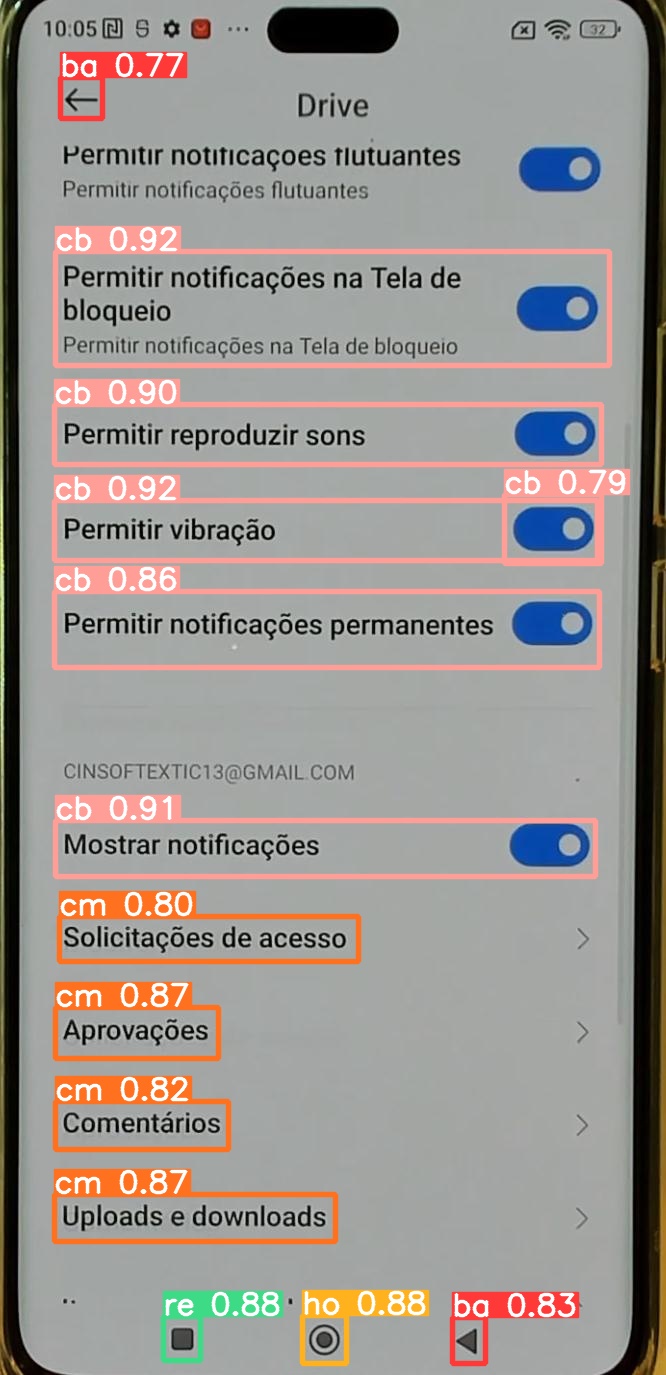 10:05
32
ba 0.77
Drive
Permitir notificações flutuantes
Permitir notificações flutuantes
cb 0.92
Permitir notificações na Tela de
bloqueio
Permitir notificações na Tela de bloqueio
cb 0.90
Permitir reproduzir sons
cb 0.92
cb 0.79
Permitir vibração
cb 0.86
Permitir notificações permanentes
CINSOFTEXTIC13@GMAIL.COM
cb 0.91
Mostrar notificações
cm 0.80
Solicitações de acesso
cm 0.87
Aprovações
cm 0.82
Comentários
cm 0.87
Uploads e downloads
re 0.88
ho 0.88
ba 0.83